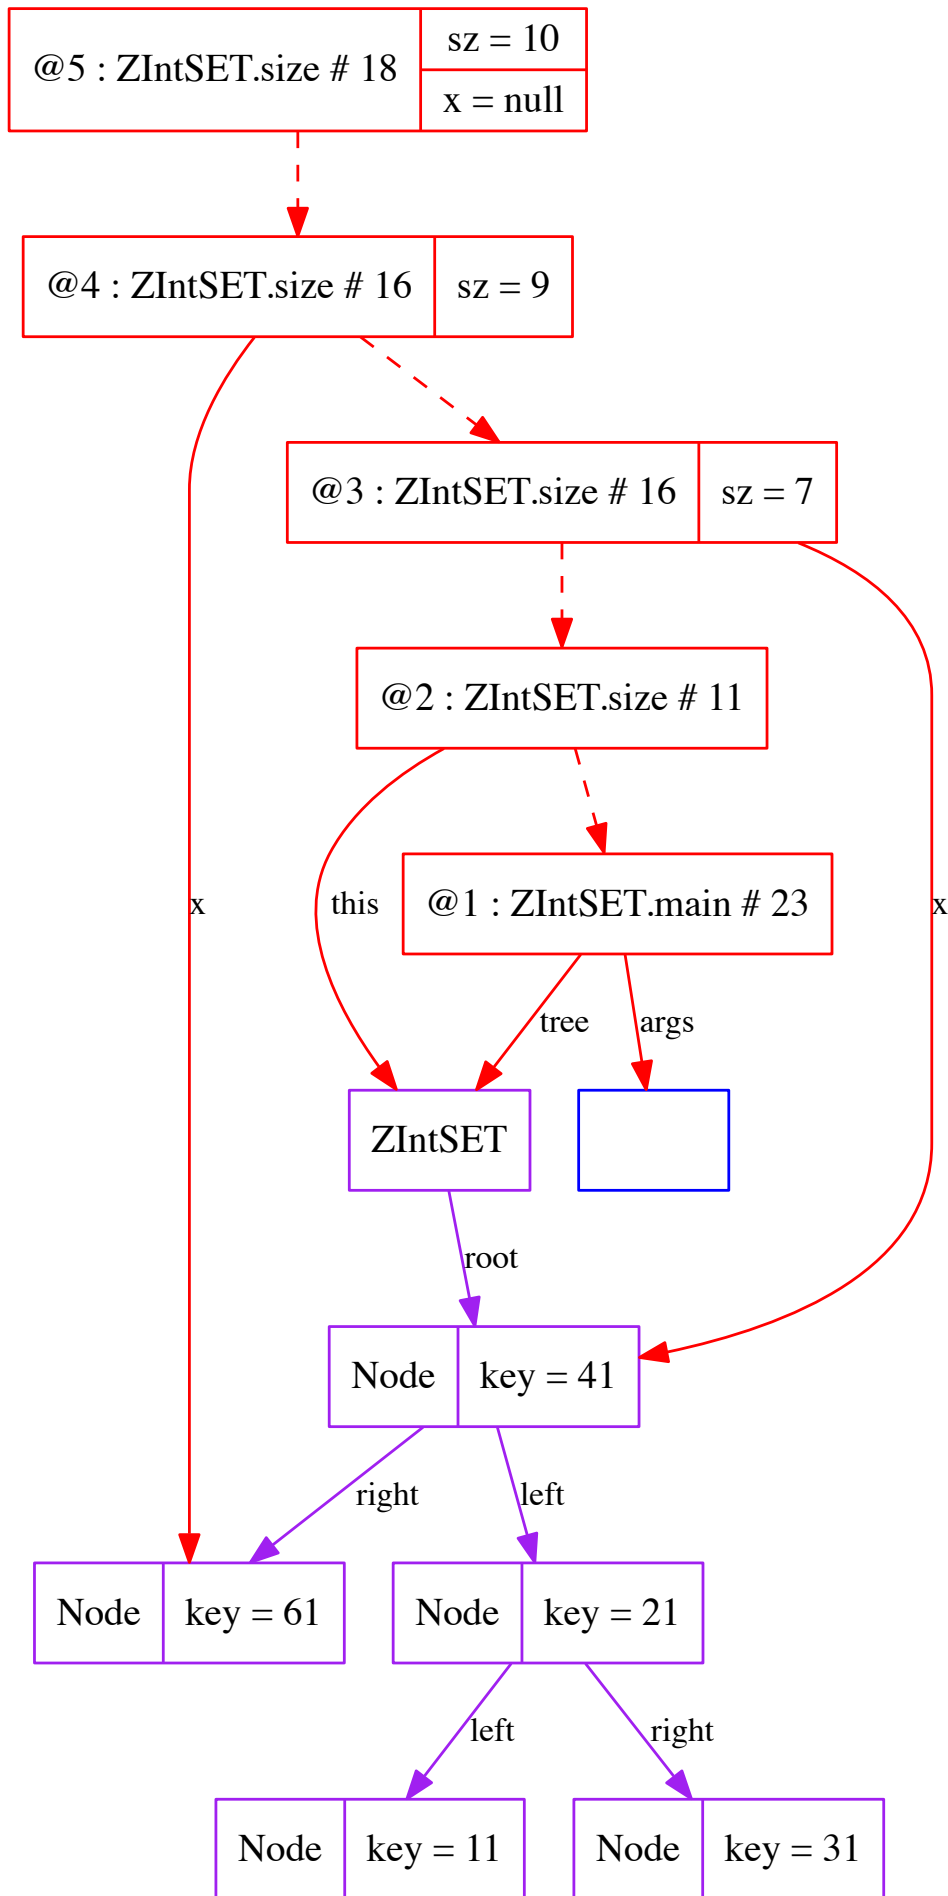 @5 : ZIntSET.size # 18
sz = 10
x = null
@4 : ZIntSET.size # 16
sz = 9
@3 : ZIntSET.size # 16
sz = 7
@2 : ZIntSET.size # 11
x
this
@1 : ZIntSET.main # 23
x
tree
args
ZIntSET
root
Node
key = 41
right
left
Node
key = 61
Node
key = 21
left
right
Node
key = 11
Node
key = 31